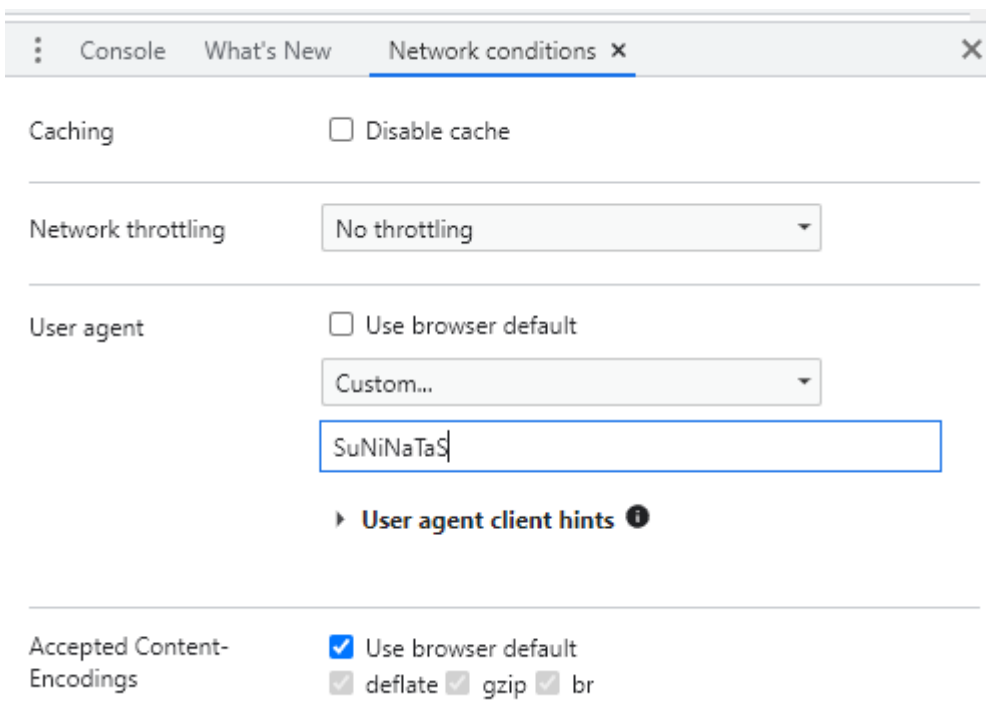 Console What's New Network conditions ×
Caching Disable cache
Network throttling No throttling
User agent Use browser default
Custom...
SuNiNaTaS
User agent client hints
Accepted Content-
Encodings
Use browser default
deflate gzip br